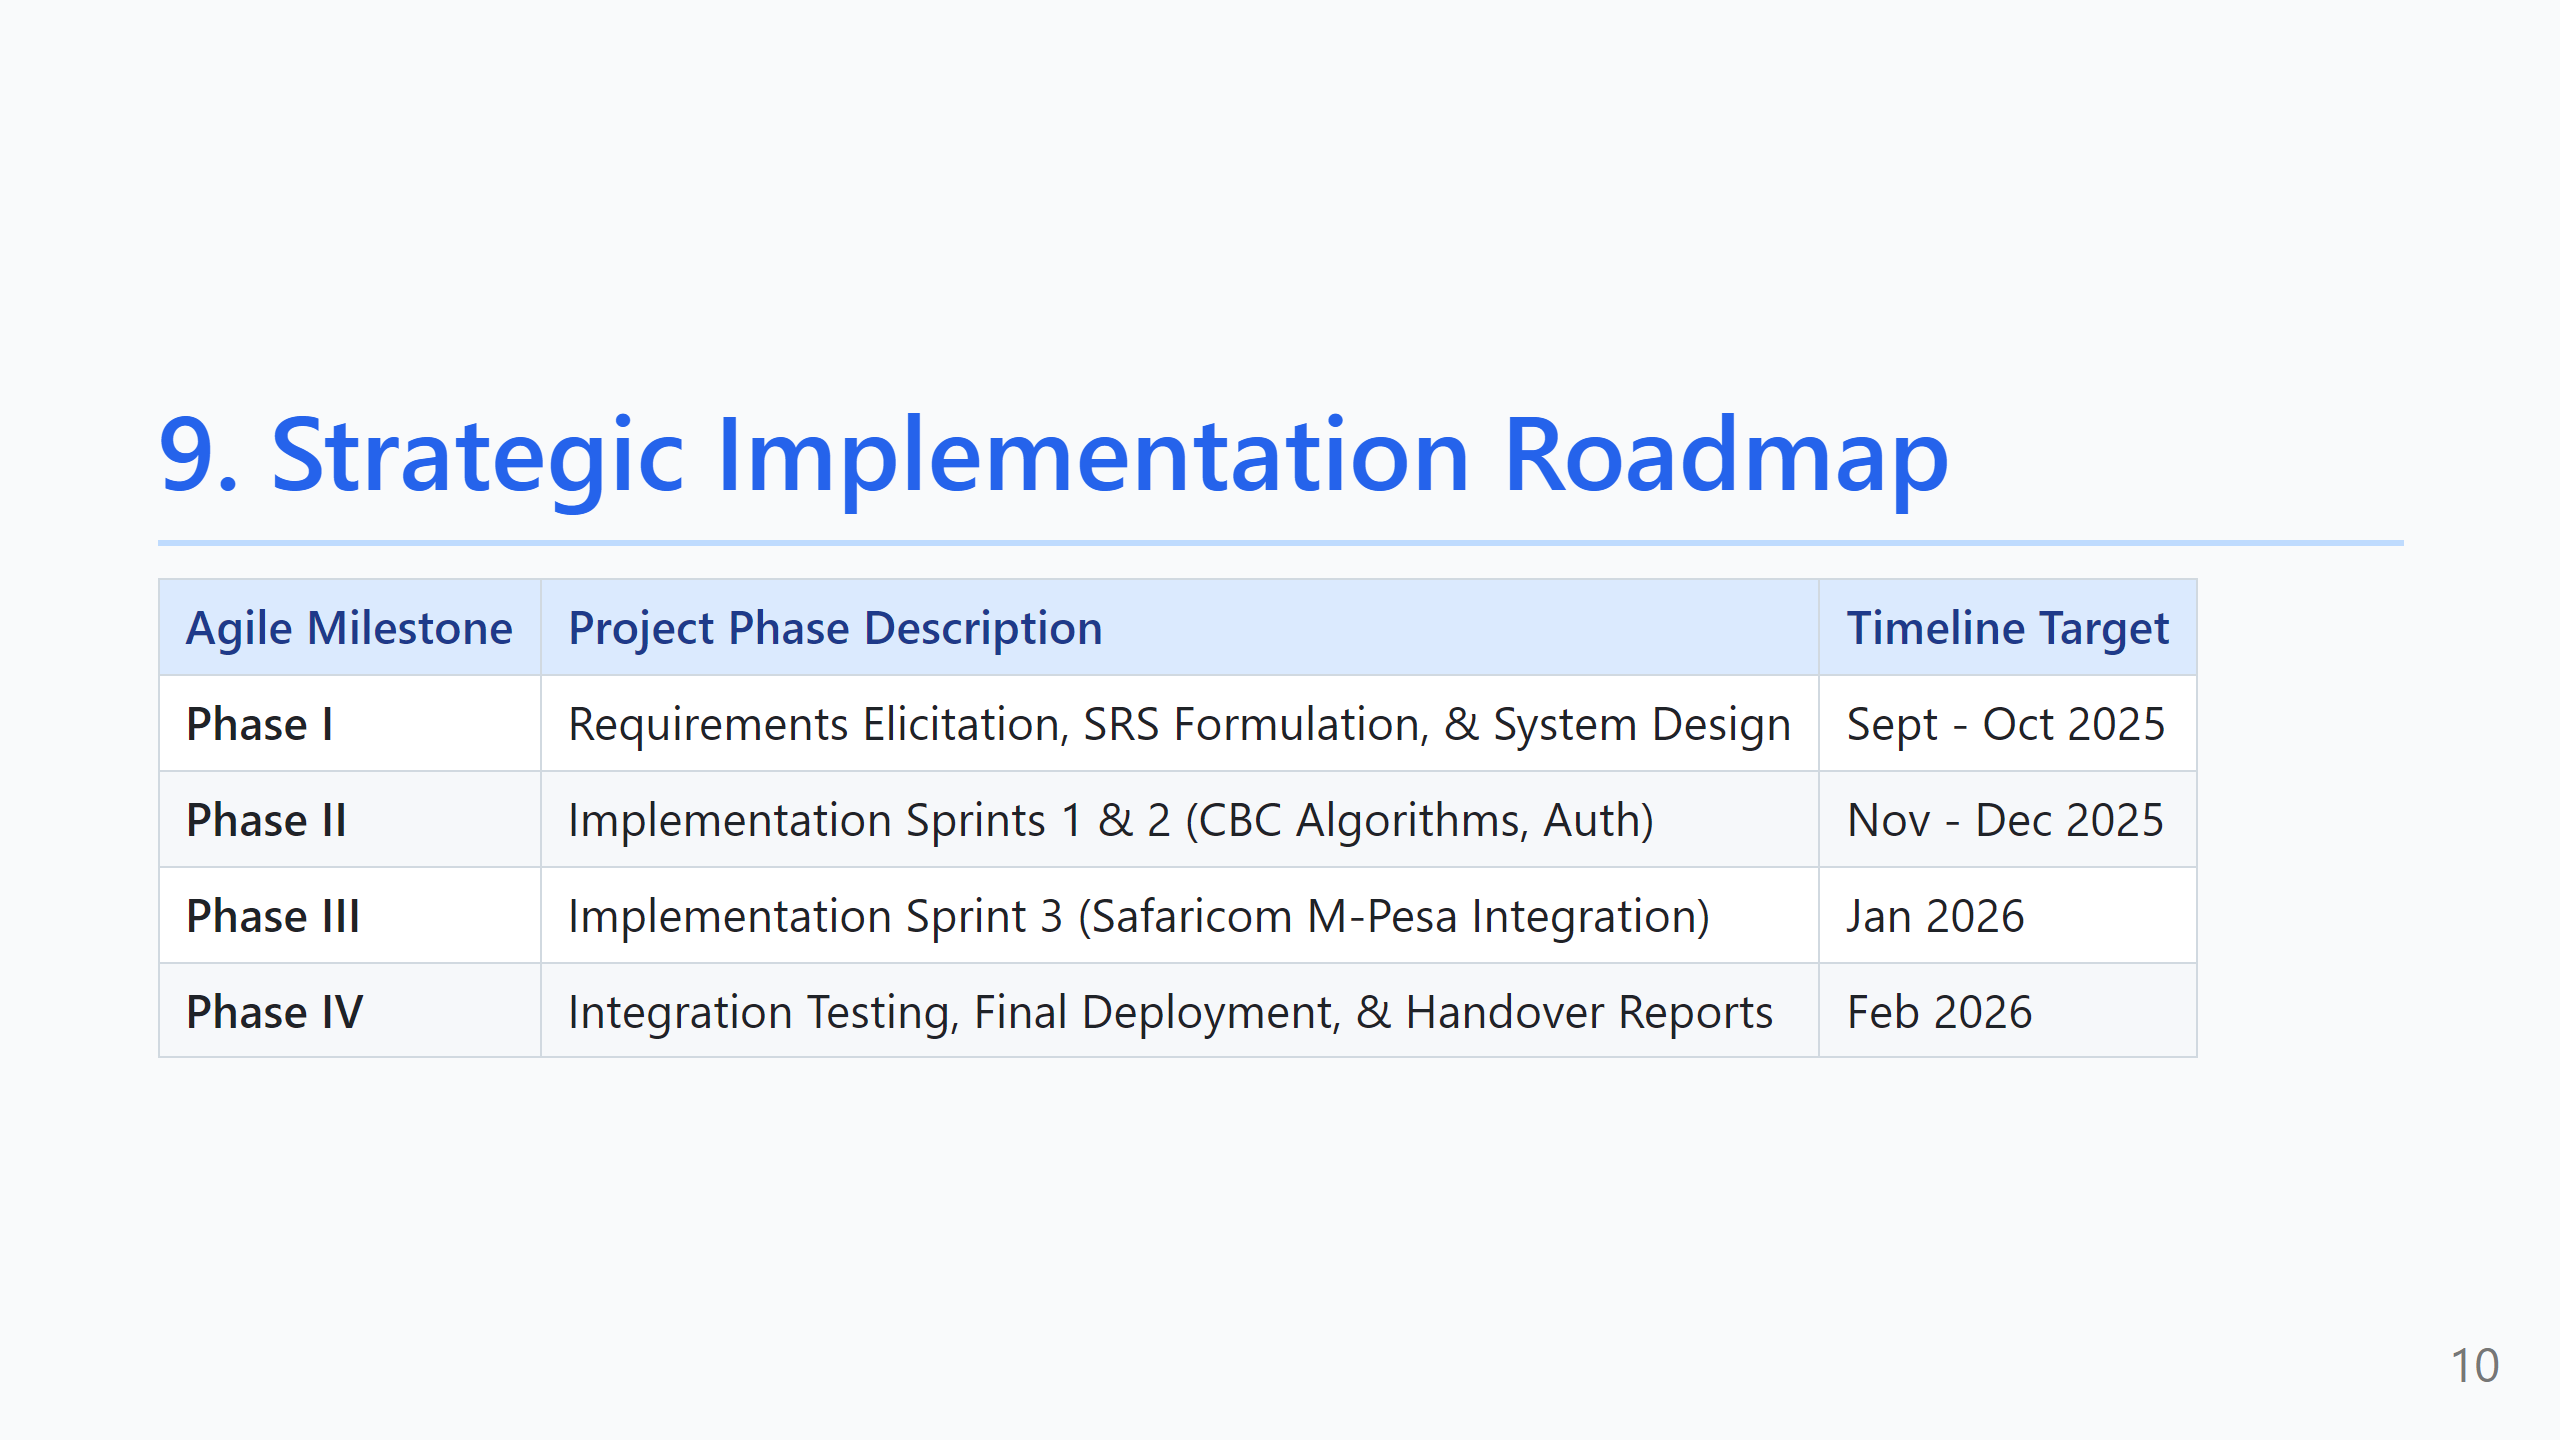 9. Strategic Implementation Roadmap
Agile Milestone Project Phase Description Timeline Target
Phase I Requirements Elicitation, SRS Formulation, & System Design Sept - Oct 2025
Phase II Implementation Sprints 1 & 2 (CBC Algorithms, Auth) Nov - Dec 2025
Phase III Implementation Sprint 3 (Safaricom M-Pesa Integration) Jan 2026
Phase IV Integration Testing, Final Deployment, & Handover Reports Feb 2026
10